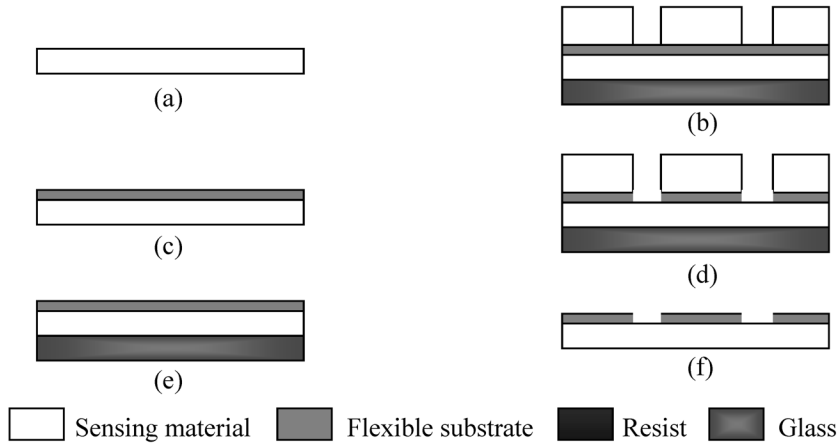 (a)
(b)
(c)
(d)
(e)
(f)
Sensing material Flexible substrate Resist Glass